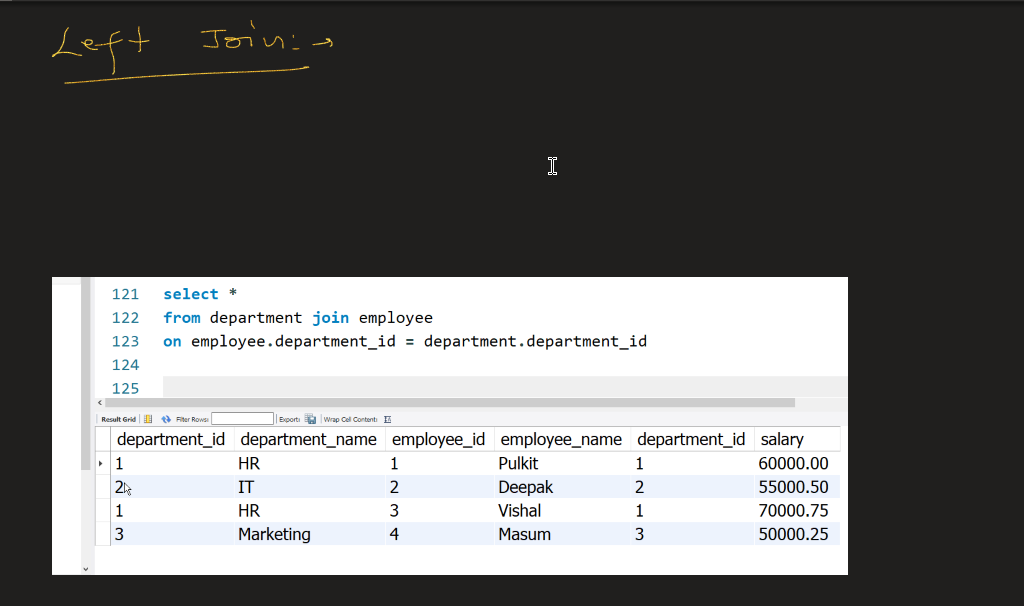 Left Join: →
121 select *
122 from department join employee
123 on employee.department_id = department.department_id
124
125
Result Grid Filter Rows: Export: Wrap Cell Content:
department_id department_name employee_id employee_name department_id salary
1 HR 1 Pulkit 1 60000.00
2 IT 2 Deepak 2 55000.50
1 HR 3 Vishal 1 70000.75
3 Marketing 4 Masum 3 50000.25